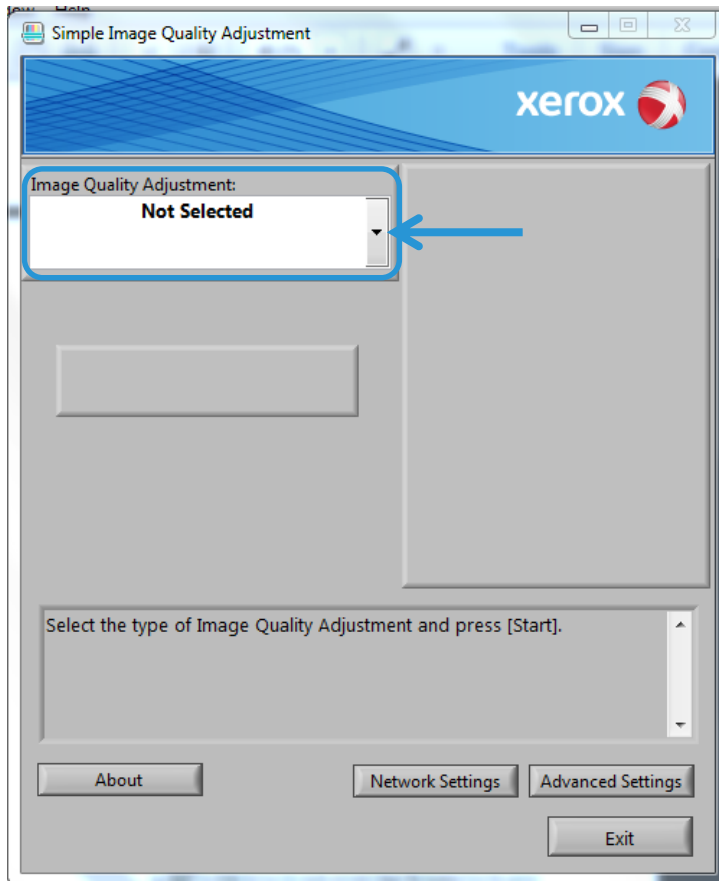 Simple Image Quality Adjustment
xerox
Image Quality Adjustment:
Not Selected
Select the type of Image Quality Adjustment and press [Start].
About
Network Settings
Advanced Settings
Exit